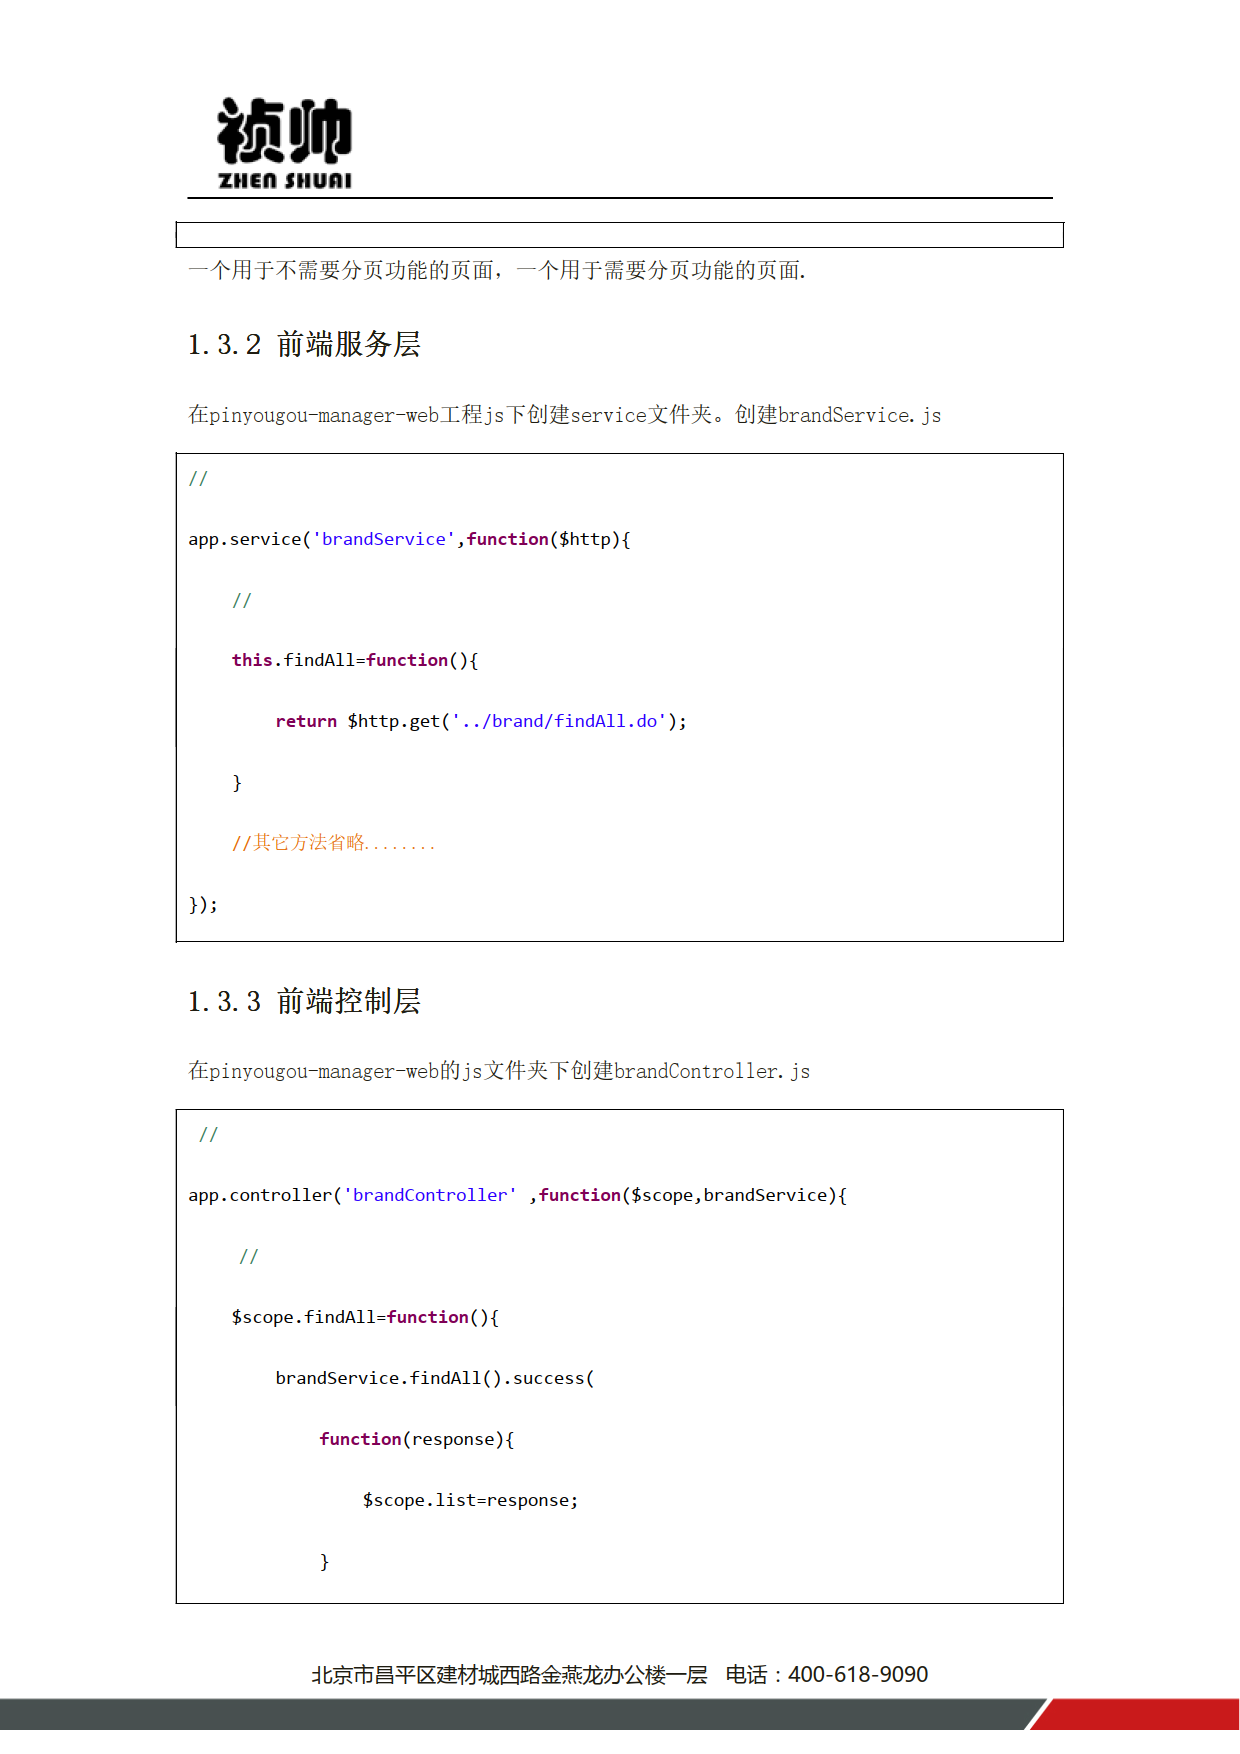 祯帅
ZHEN SHUAI
一个用于不需要分页功能的页面，一个用于需要分页功能的页面.
1.3.2 前端服务层
在pinyougou-manager-web工程js下创建service文件夹。创建brandService.js
//
app.service('brandService',function($http){
    //
    this.findAll=function(){
        return $http.get('../brand/findAll.do');
    }
    //其它方法省略........
});
1.3.3 前端控制层
在pinyougou-manager-web的js文件夹下创建brandController.js
//
app.controller('brandController' ,function($scope,brandService){
    //
    $scope.findAll=function(){
        brandService.findAll().success(
            function(response){
                $scope.list=response;
            }
北京市昌平区建材城西路金燕龙办公楼一层 电话：400-618-9090